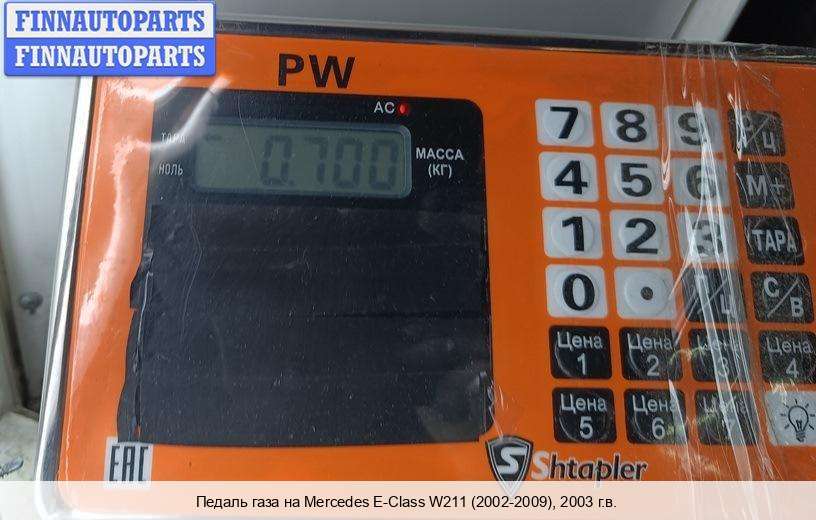 FINNAUTOPARTS
FINNAUTOPARTS
PW
AC
ТАРА
НОЛЬ
0.700
МАССА
(КГ)
7 8 9
4 5 6 М+
1 2 3 ТАРА
0 . С/В
Цена 1 Цена 2 Цена 3 Цена 4
Цена 5 Цена 6
EAC
S Shtapler
Педаль газа на Mercedes E-Class W211 (2002-2009), 2003 г.в.